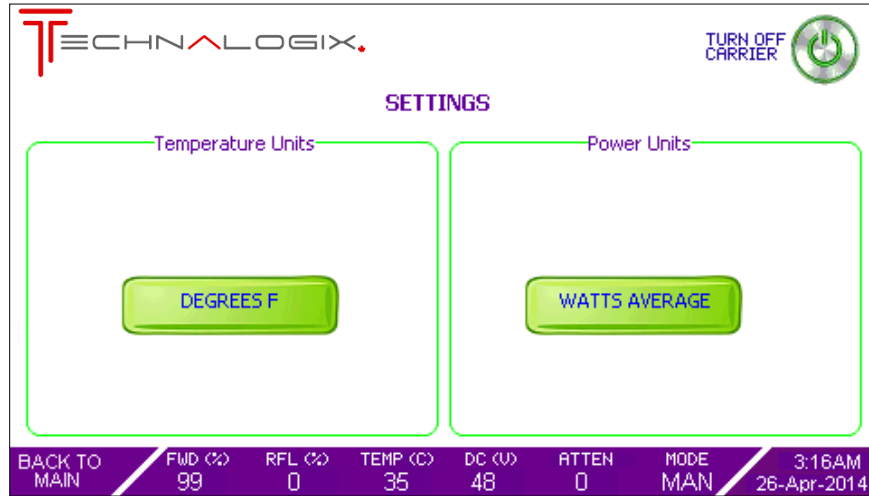 TECHNALOGIX.
TURN OFF
CARRIER
SETTINGS
Temperature Units
Power Units
DEGREES F
WATTS AVERAGE
BACK TO
MAIN
FWD (%)
99
RFL (%)
0
TEMP (C)
35
DC (V)
48
ATTEN
0
MODE
MAN
3:16AM
26-Apr-2014